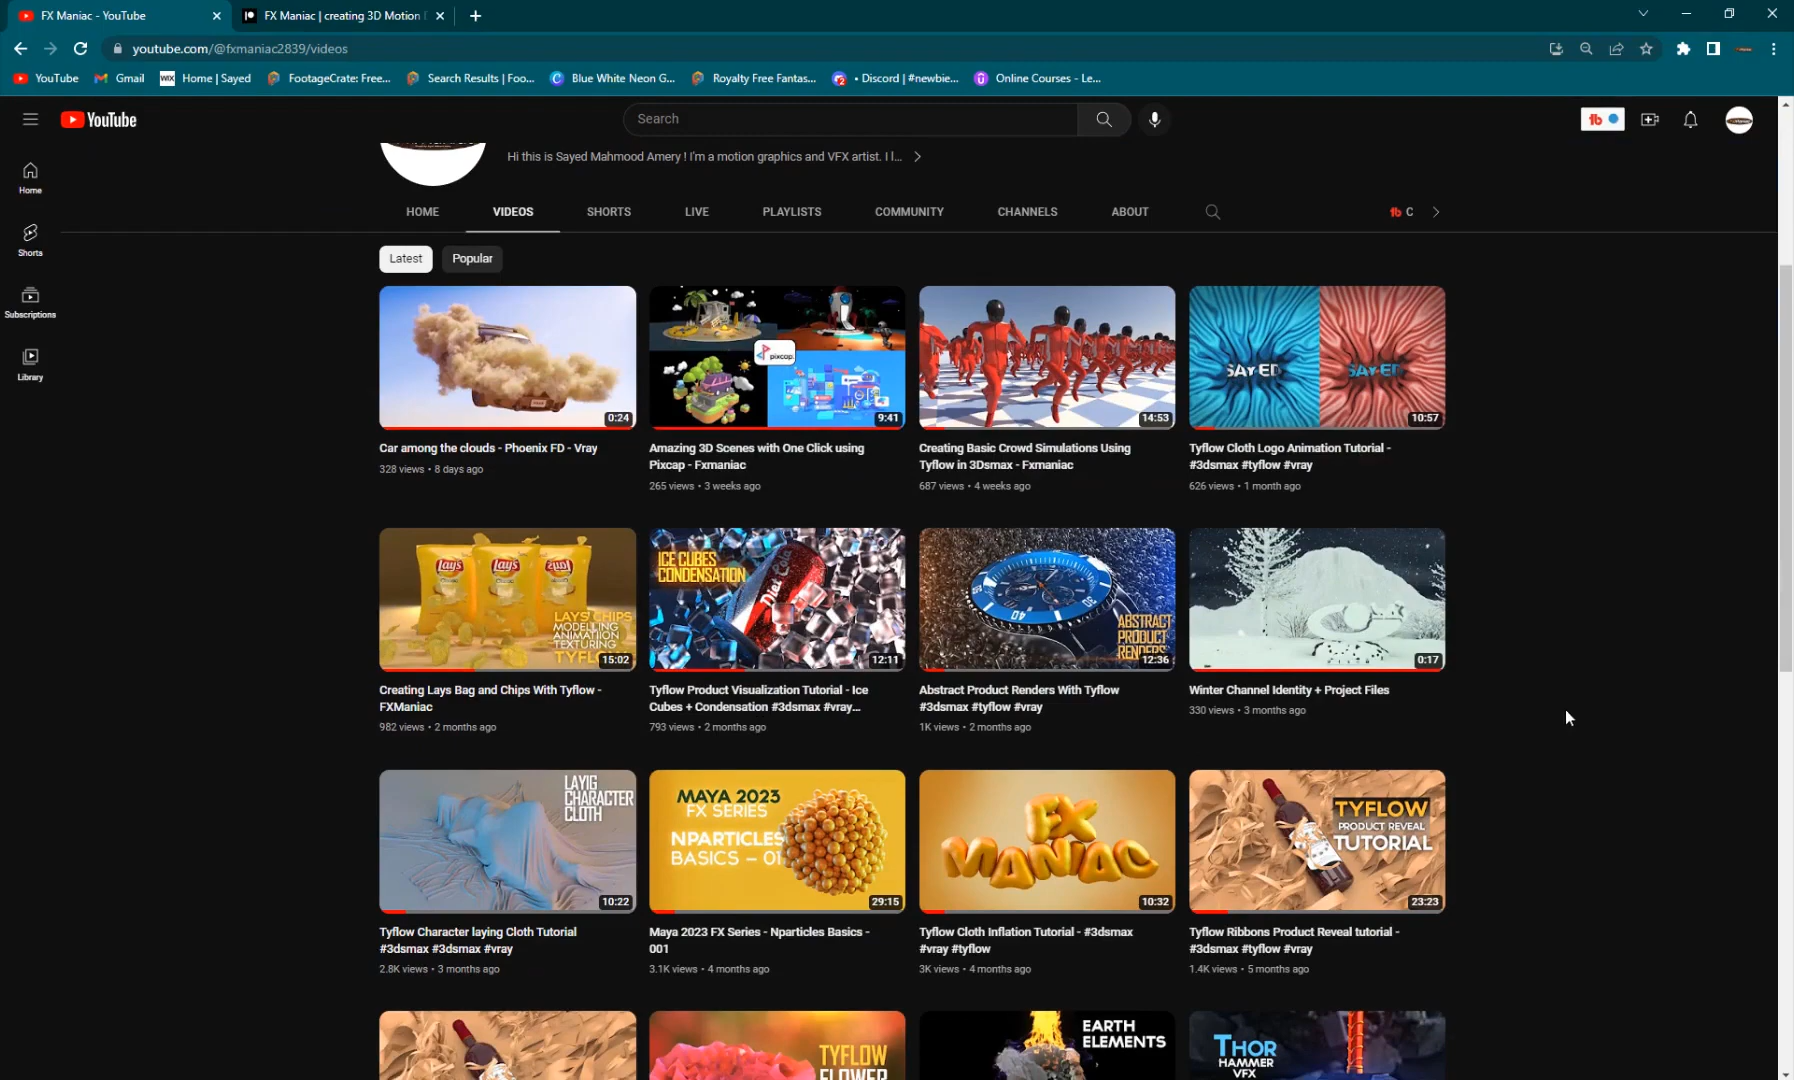 FX Maniac - YouTube
FX Maniac | creating 3D Motion
youtube.com/@fxmaniac2839/videos
YouTube
Gmail
WIX Home | Sayed
FootageCrate: Free...
Search Results | Foo...
Blue White Neon G...
Royalty Free Fantas...
• Discord | #newbie...
Online Courses - Le...
YouTube
Search
tb
Home
Shorts
Subscriptions
Library
Hi this is Sayed Mahmood Amery ! I'm a motion graphics and VFX artist. I l...
HOME
VIDEOS
SHORTS
LIVE
PLAYLISTS
COMMUNITY
CHANNELS
ABOUT
tb C
Latest
Popular
0:24
pixcap.
9:41
14:53
SAYED
SAYED
10:57
Car among the clouds - Phoenix FD - Vray
328 views • 8 days ago
Amazing 3D Scenes with One Click using
Pixcap - Fxmaniac
265 views • 3 weeks ago
Creating Basic Crowd Simulations Using
Tyflow in 3Dsmax - Fxmaniac
687 views • 4 weeks ago
Tyflow Cloth Logo Animation Tutorial -
#3dsmax #tyflow #vray
626 views • 1 month ago
Lay's
Lay's
Lay's
LAYS CHIPS
MODELLING
ANIMATIION
TEXTURING
15:02
ICE CUBES
CONDENSATION
Diet Coke
12:11
ABSTRACT
PRODUCT
RENDERS
12:36
0:17
Creating Lays Bag and Chips With Tyflow -
FXManiac
982 views • 2 months ago
Tyflow Product Visualization Tutorial - Ice
Cubes + Condensation #3dsmax #vray...
793 views • 2 months ago
Abstract Product Renders With Tyflow
#3dsmax #tyflow #vray
1K views • 2 months ago
Winter Channel Identity + Project Files
330 views • 3 months ago
LAYIG
CHARACTER
CLOTH
10:22
MAYA 2023
FX SERIES
NPARTICLES
BASICS - 01
29:15
FX
MANIAC
10:32
TYFLOW
PRODUCT REVEAL
TUTORIAL
23:23
Tyflow Character laying Cloth Tutorial
#3dsmax #3dsmax #vray
2.8K views • 3 months ago
Maya 2023 FX Series - Nparticles Basics -
001
3.1K views • 4 months ago
Tyflow Cloth Inflation Tutorial - #3dsmax
#vray #tyflow
3K views • 4 months ago
Tyflow Ribbons Product Reveal tutorial -
#3dsmax #tyflow #vray
1.4K views • 5 months ago
TYFLOW
FLOWER
EARTH
ELEMENTS
THOR
HAMMER
VFX